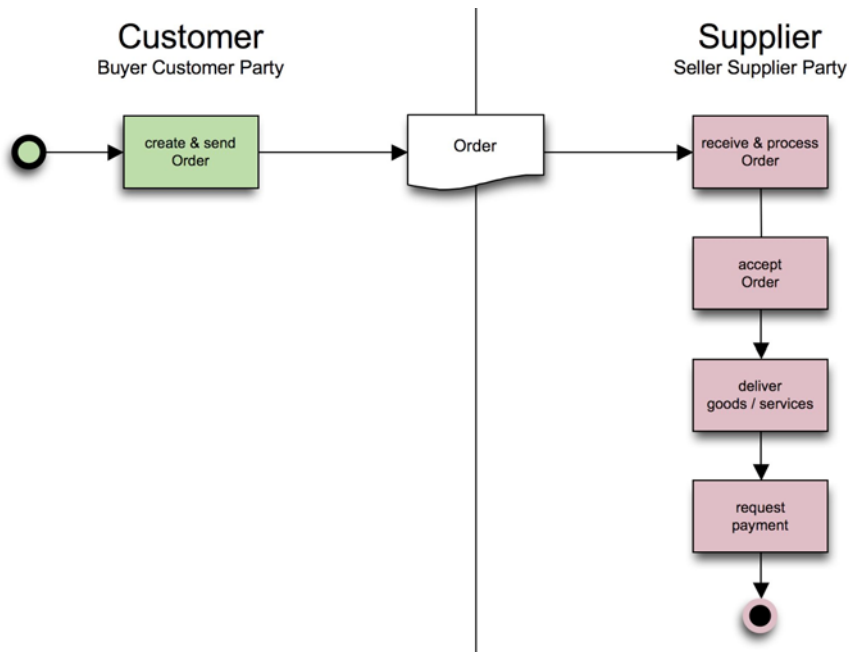 Customer
Buyer Customer Party
Supplier
Seller Supplier Party
create & send
Order
Order
receive & process
Order
accept
Order
deliver
goods / services
request
payment